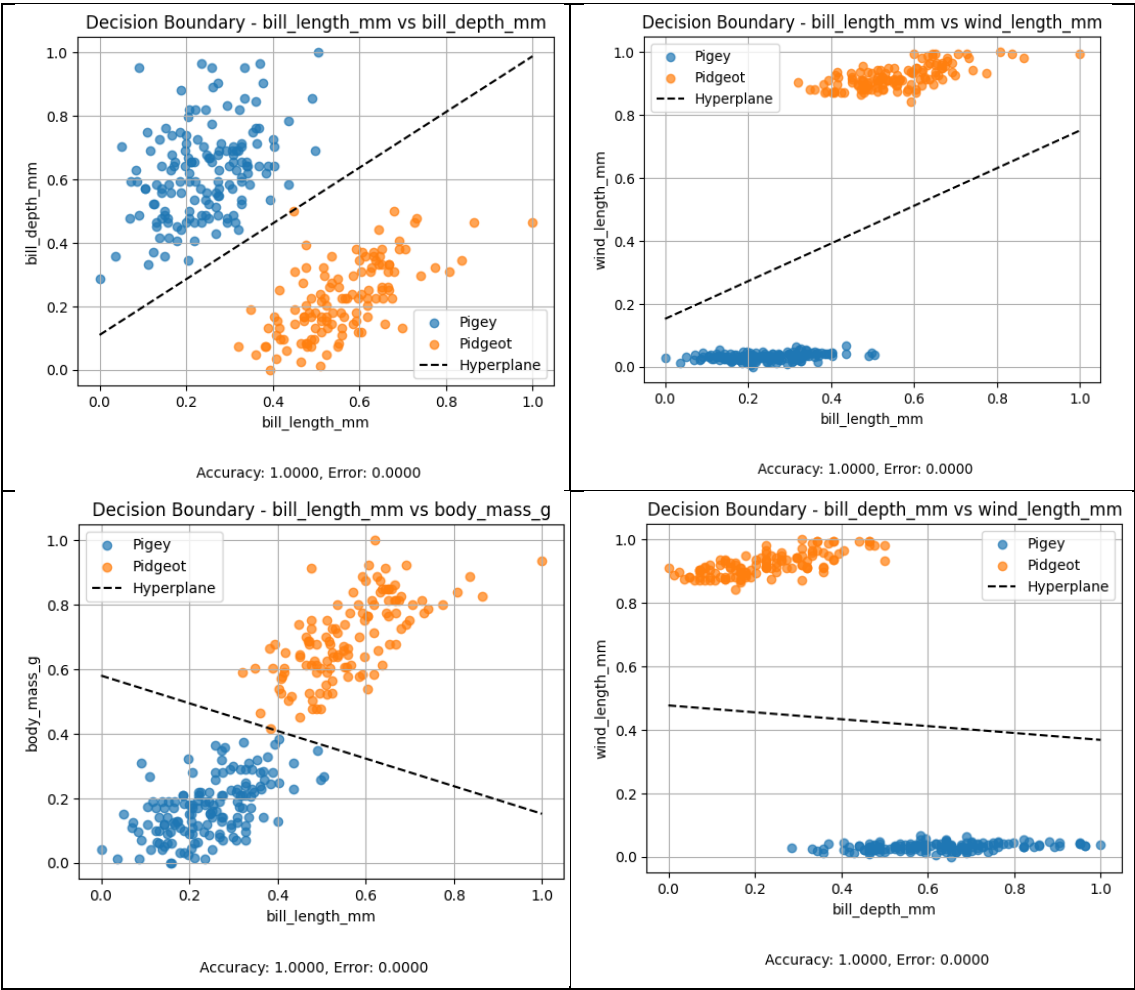 Decision Boundary - bill_length_mm vs bill_depth_mm
1.0
0.8
0.6
0.4
0.2
0.0
bill_depth_mm
Pigey
Pidgeot
Hyperplane
0.0 0.2 0.4 0.6 0.8 1.0
bill_length_mm
Accuracy: 1.0000, Error: 0.0000
Decision Boundary - bill_length_mm vs wind_length_mm
Pigey
Pidgeot
Hyperplane
1.0
0.8
0.6
0.4
0.2
0.0
wind_length_mm
0.0 0.2 0.4 0.6 0.8 1.0
bill_length_mm
Accuracy: 1.0000, Error: 0.0000
Decision Boundary - bill_length_mm vs body_mass_g
Pigey
Pidgeot
Hyperplane
1.0
0.8
0.6
0.4
0.2
0.0
body_mass_g
0.0 0.2 0.4 0.6 0.8 1.0
bill_length_mm
Accuracy: 1.0000, Error: 0.0000
Decision Boundary - bill_depth_mm vs wind_length_mm
Pigey
Pidgeot
Hyperplane
1.0
0.8
0.6
0.4
0.2
0.0
wind_length_mm
0.0 0.2 0.4 0.6 0.8 1.0
bill_depth_mm
Accuracy: 1.0000, Error: 0.0000